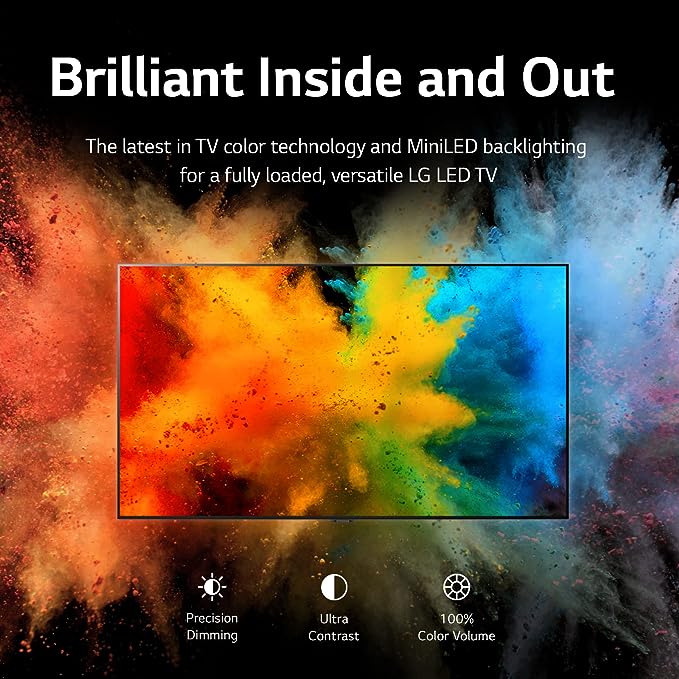 Brilliant Inside and Out
The latest in TV color technology and MiniLED backlighting
for a fully loaded, versatile LG LED TV
Precision
Dimming
Ultra
Contrast
100%
Color Volume